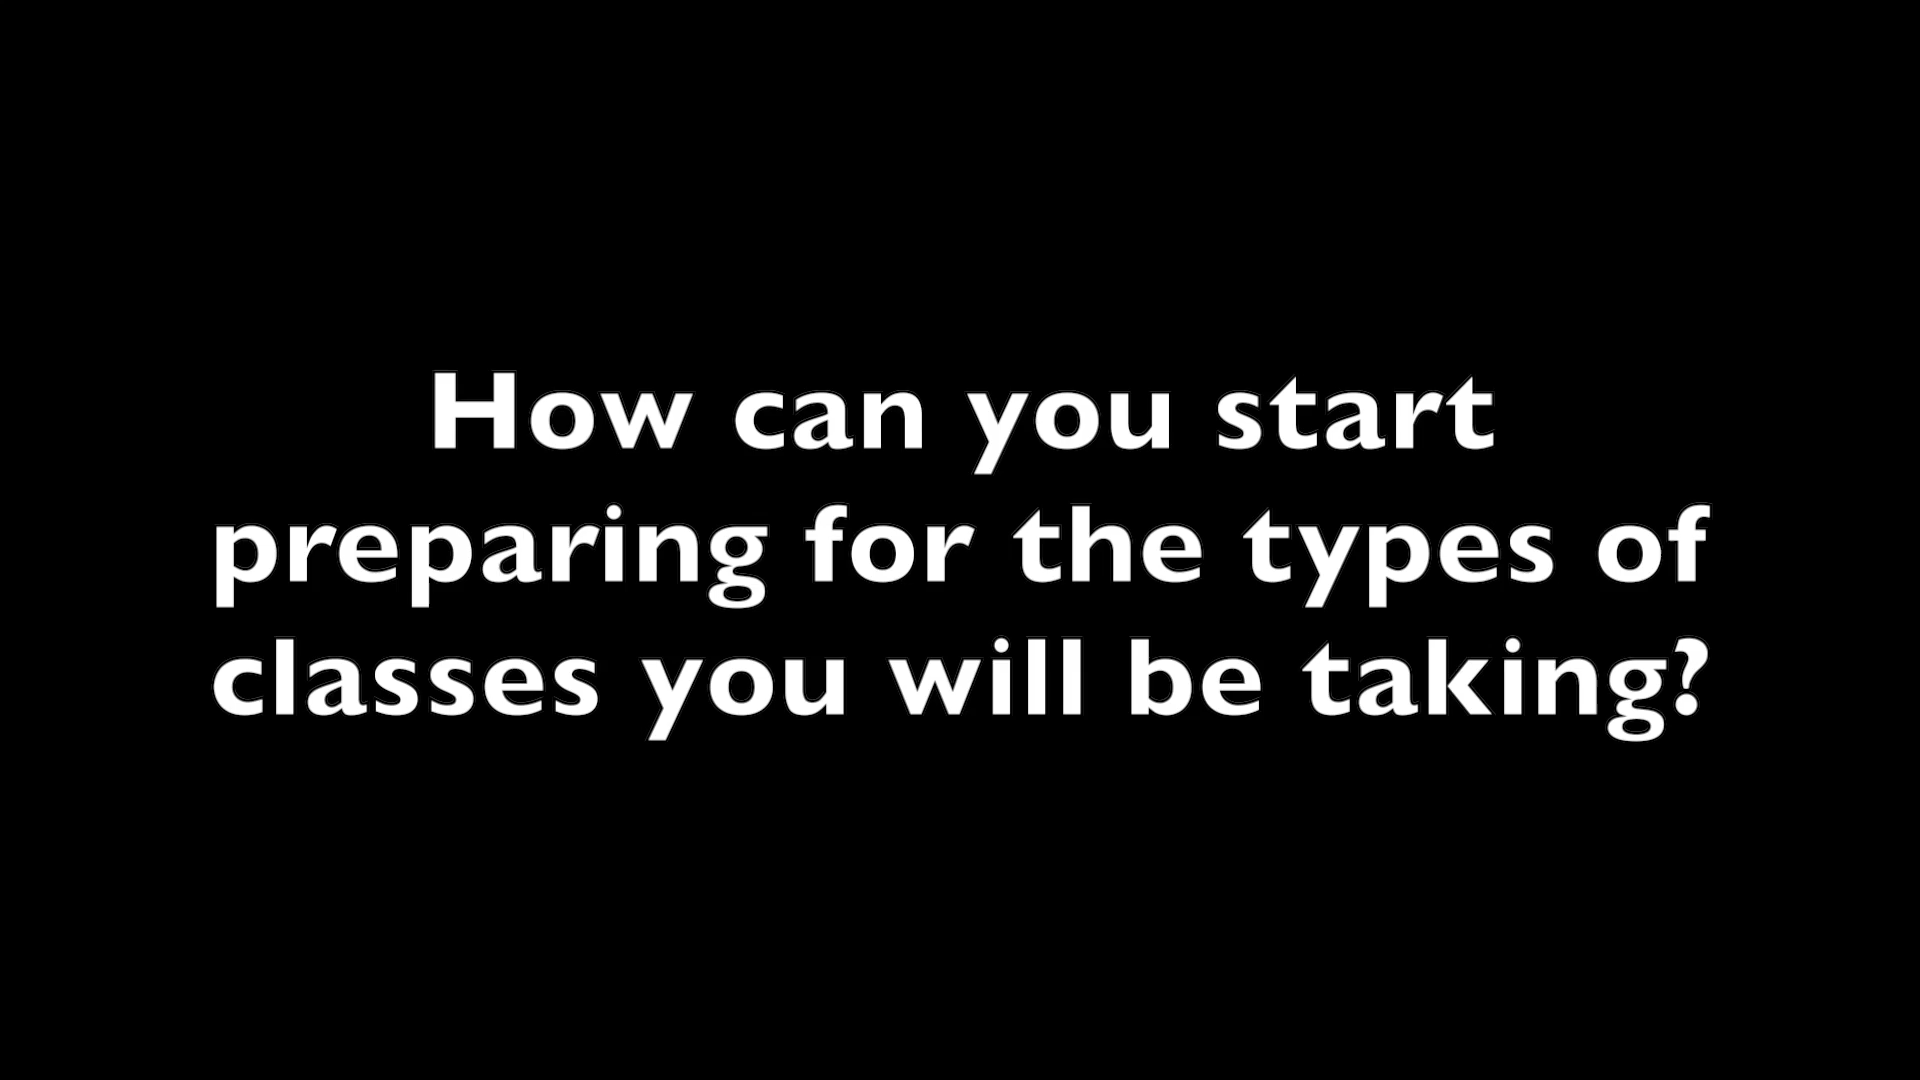 How can you start
preparing for the types of
classes you will be taking?